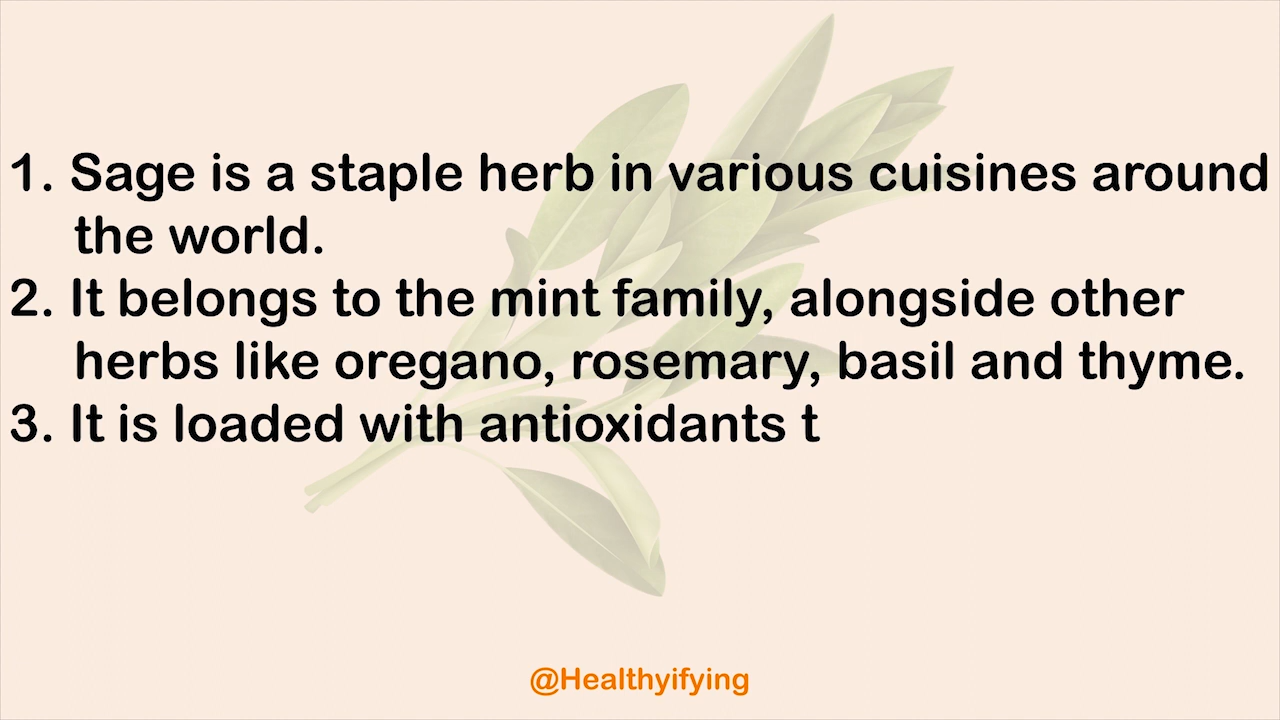 1. Sage is a staple herb in various cuisines around
the world.
2. It belongs to the mint family, alongside other
herbs like oregano, rosemary, basil and thyme.
3. It is loaded with antioxidants t
@Healthyifying